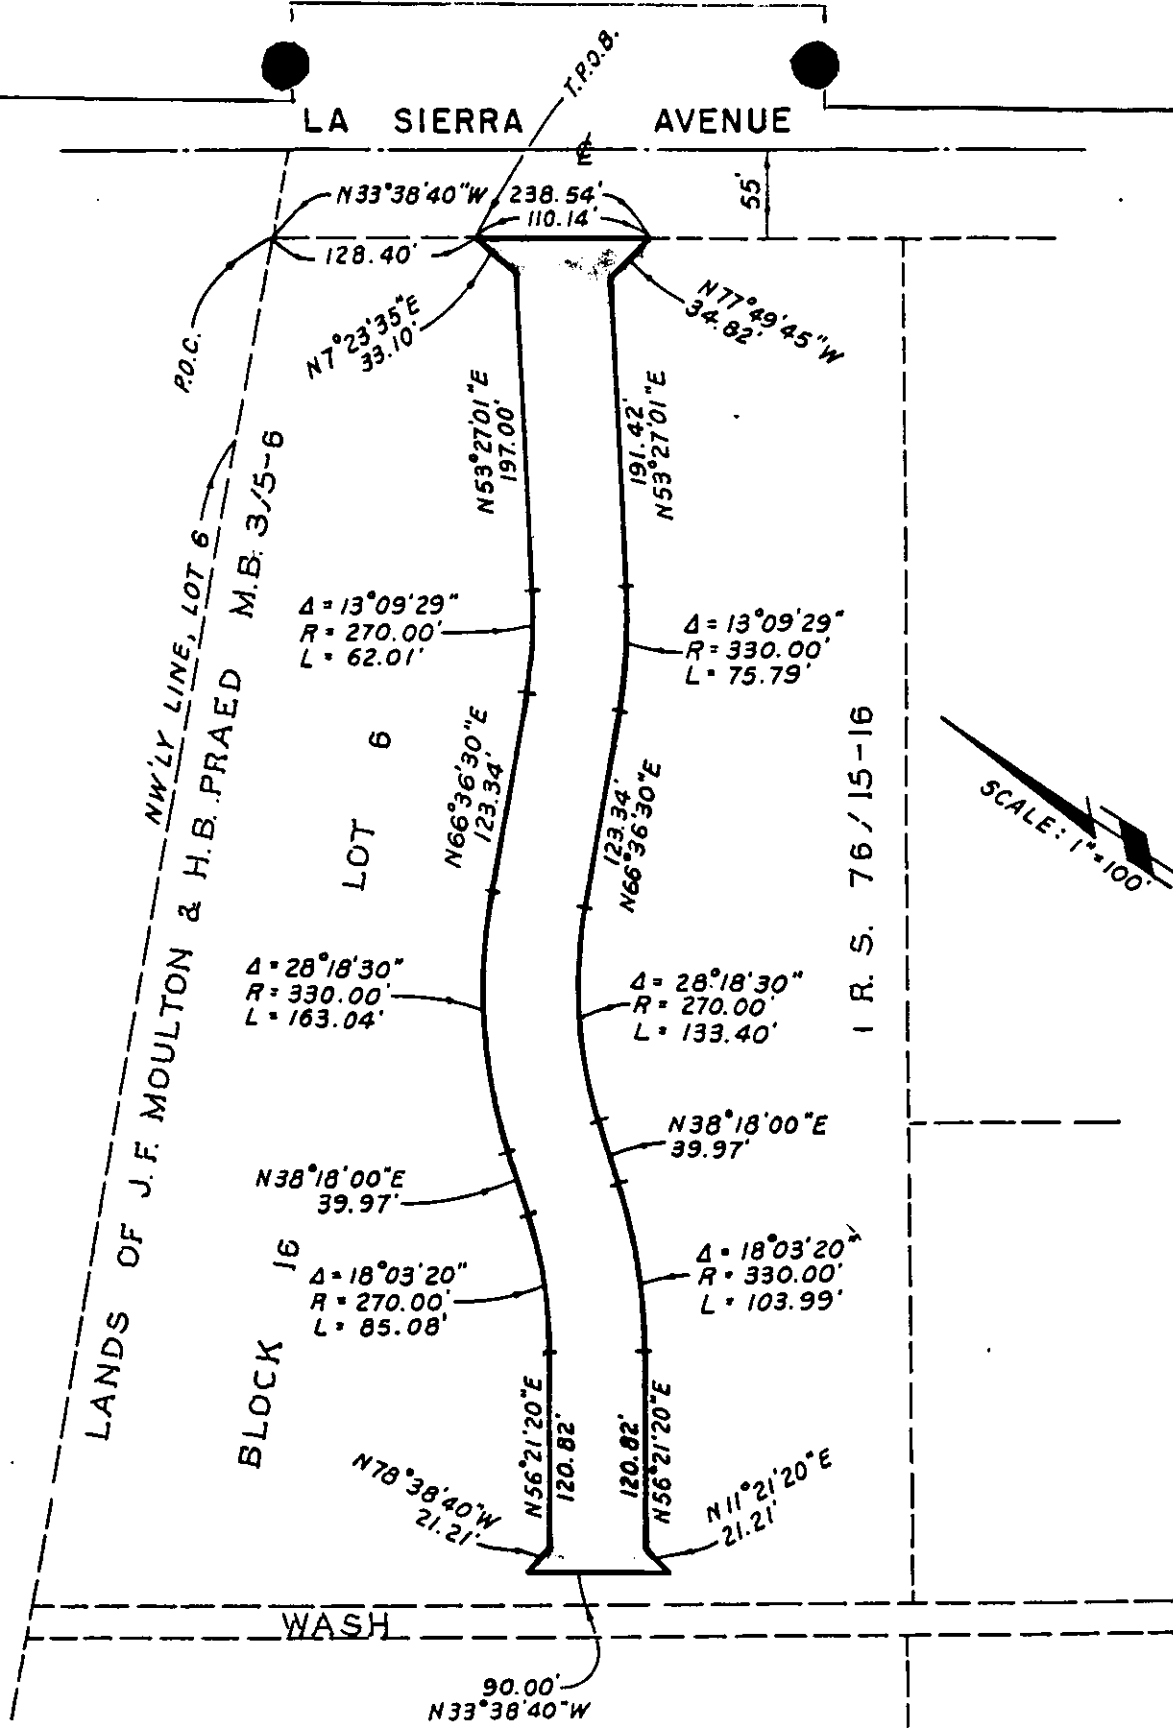 T.P.O.B.
LA SIERRA AVENUE
℄
N33°38'40"W 238.54'
110.14'
55'
128.40'
P.O.C.
N7°23'35"E
33.10'
N77°49'45"W
34.82'
N53°27'01"E
197.00'
191.42'
N53°27'01"E
NW'LY LINE, LOT 6
LANDS OF J.F. MOULTON & H.B. PRAED M.B. 3/5-6
Δ = 13°09'29"
R = 270.00'
L = 62.01'
Δ = 13°09'29"
R = 330.00'
L = 75.79'
LOT 6
N66°36'30"E
123.34'
123.34'
N66°36'30"E
R. S. 76/15-16
SCALE: 1"=100'
Δ = 28°18'30"
R = 330.00'
L = 163.04'
Δ = 28°18'30"
R = 270.00'
L = 133.40'
N38°18'00"E
39.97'
N38°18'00"E
39.97'
BLOCK 16
Δ = 18°03'20"
R = 270.00'
L = 85.08'
Δ = 18°03'20"
R = 330.00'
L = 103.99'
N56°21'20"E
120.82'
120.82'
N56°21'20"E
N78°38'40"W
21.21'
N11°21'20"E
21.21'
WASH
90.00'
N33°38'40"W